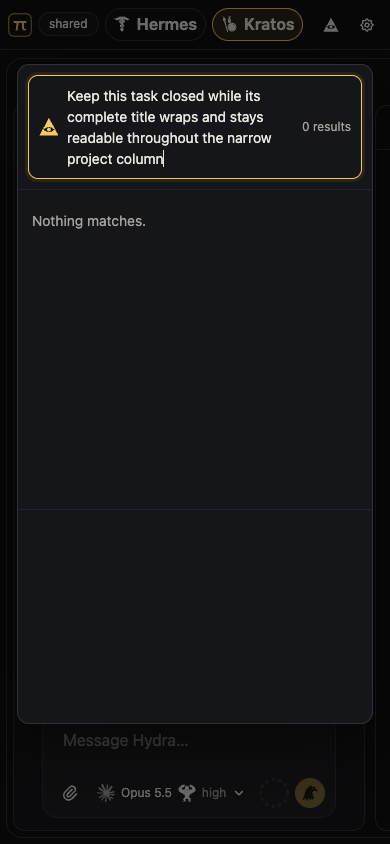 π shared Hermes Kratos
Keep this task closed while its
complete title wraps and stays
readable throughout the narrow
project column
0 results
Nothing matches.
Message Hydra...
Opus 5.5 high